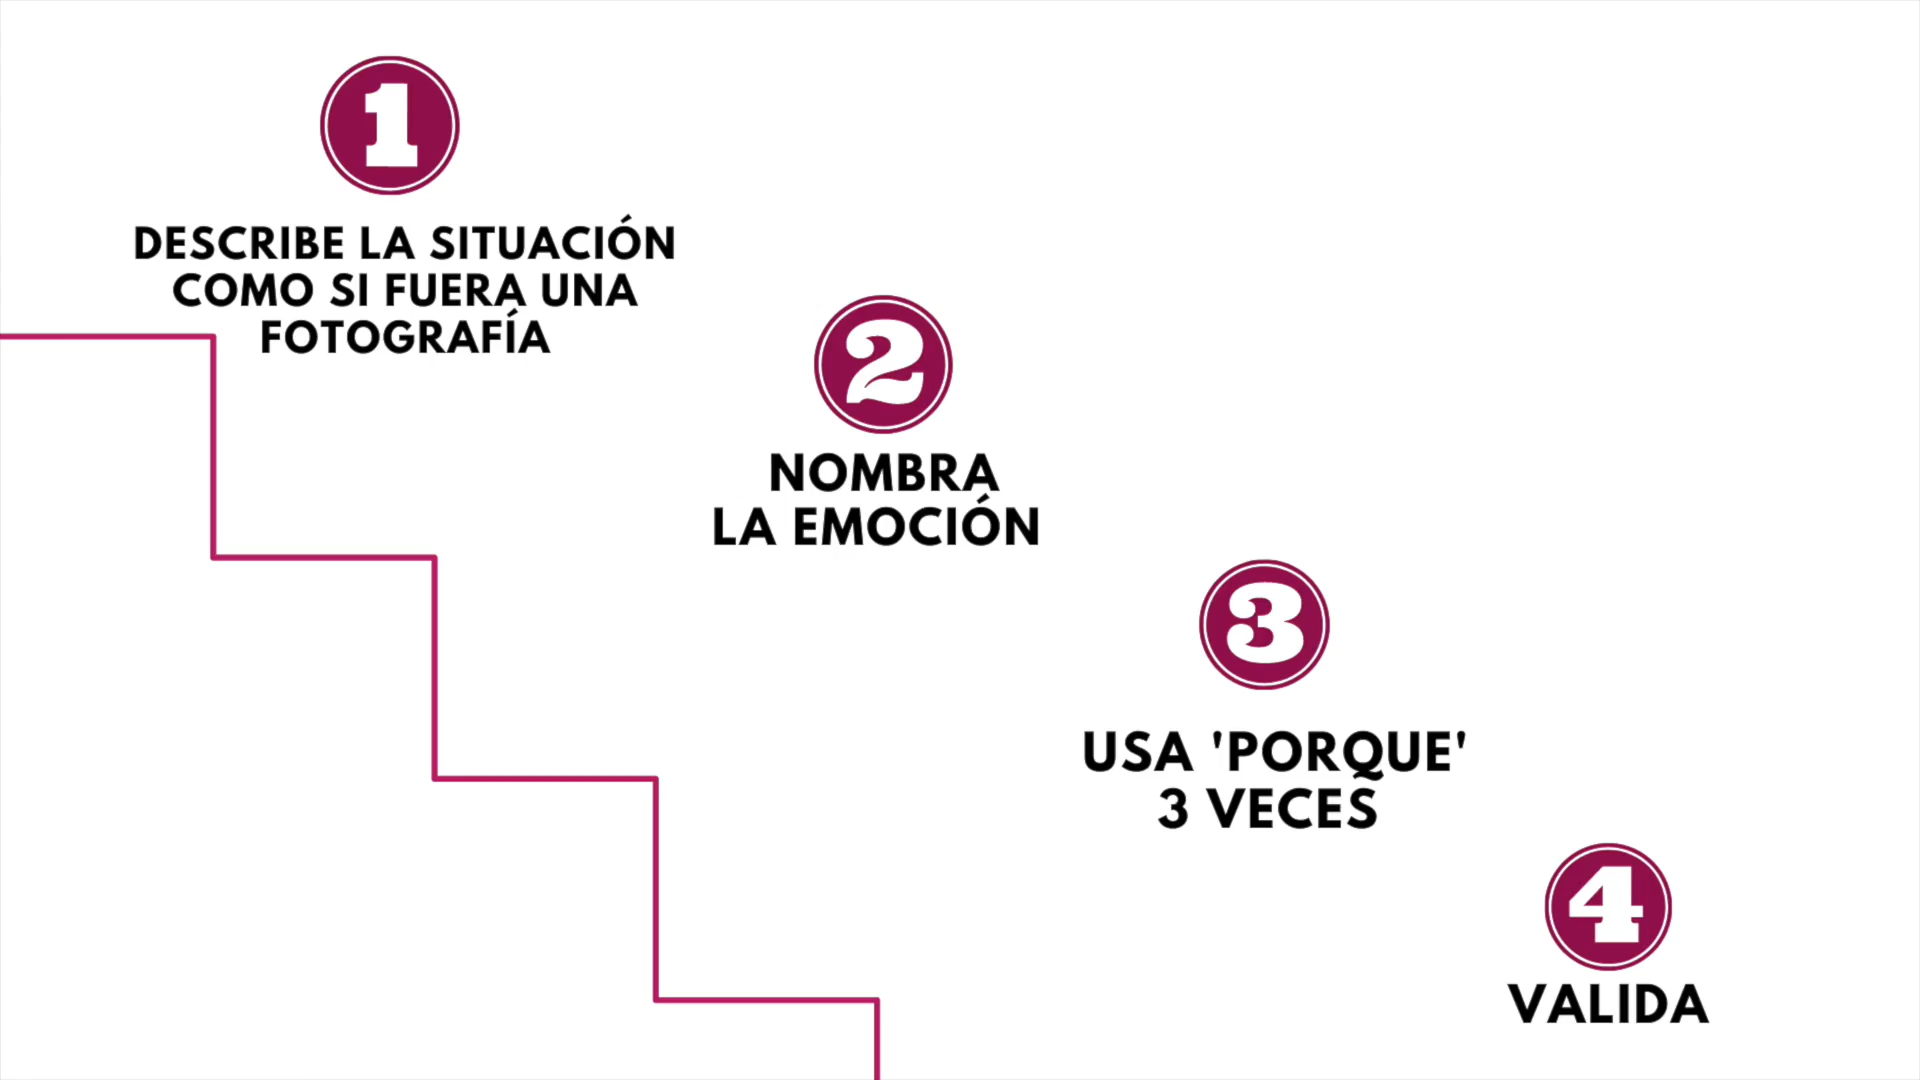 1
DESCRIBE LA SITUACIÓN
COMO SI FUERA UNA
FOTOGRAFÍA
2
NOMBRA
LA EMOCIÓN
3
USA 'PORQUE'
3 VECES
4
VALIDA